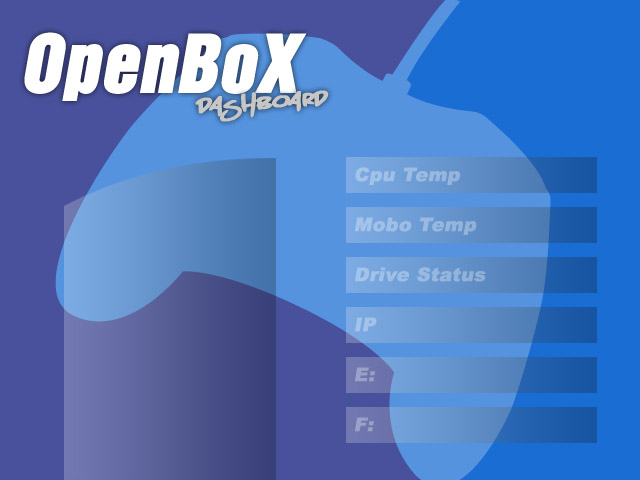 OpenBoX
DASHBOARD
Cpu Temp
Mobo Temp
Drive Status
IP
E:
F: